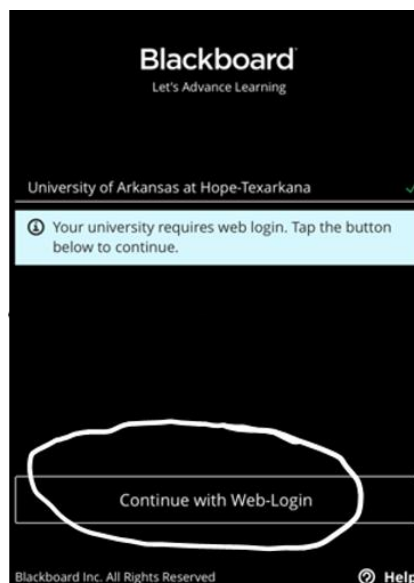 Blackboard
Let's Advance Learning
University of Arkansas at Hope-Texarkana
Your university requires web login. Tap the button
below to continue.
Continue with Web-Login
Blackboard Inc. All Rights Reserved
Help